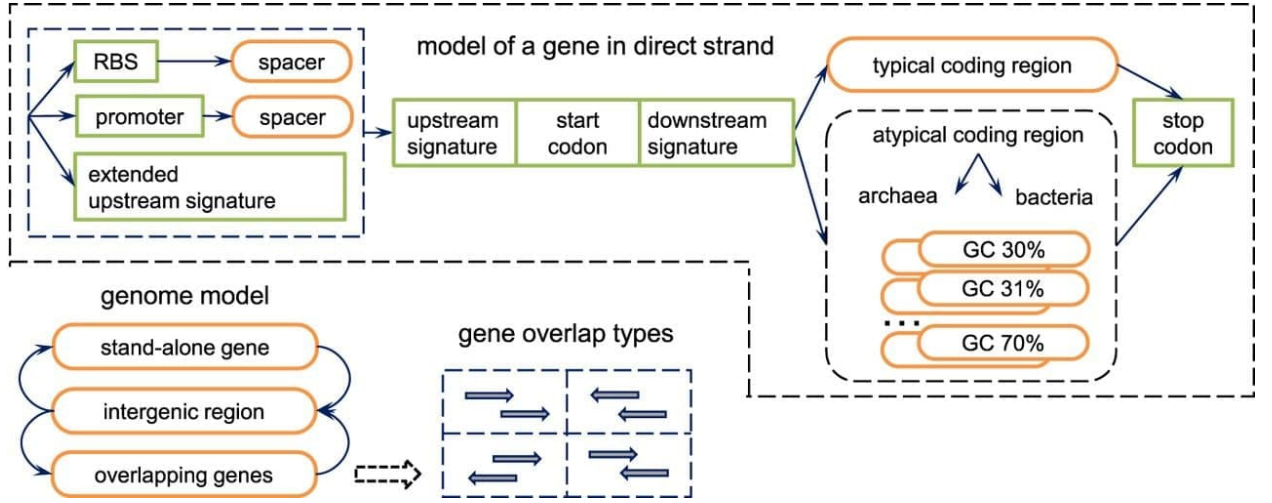 model of a gene in direct strand
RBS
spacer
promoter
spacer
extended
upstream signature
upstream
signature
start
codon
downstream
signature
typical coding region
atypical coding region
archaea
bacteria
GC 30%
GC 31%
...
GC 70%
stop
codon
genome model
stand-alone gene
intergenic region
overlapping genes
gene overlap types